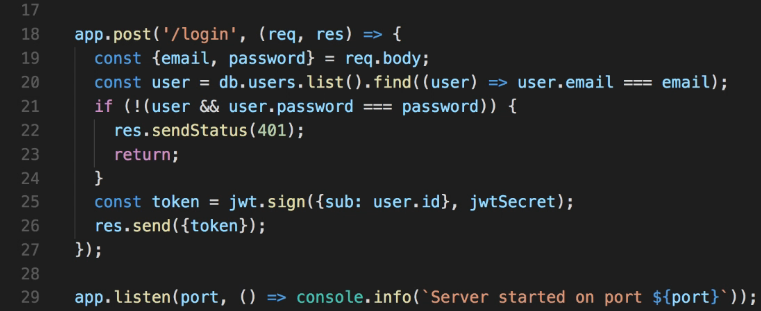 17
18 app.post('/login', (req, res) => {
19   const {email, password} = req.body;
20   const user = db.users.list().find((user) => user.email === email);
21   if (!(user && user.password === password)) {
22     res.sendStatus(401);
23     return;
24   }
25   const token = jwt.sign({sub: user.id}, jwtSecret);
26   res.send({token});
27 });
28
29 app.listen(port, () => console.info(`Server started on port ${port}`));